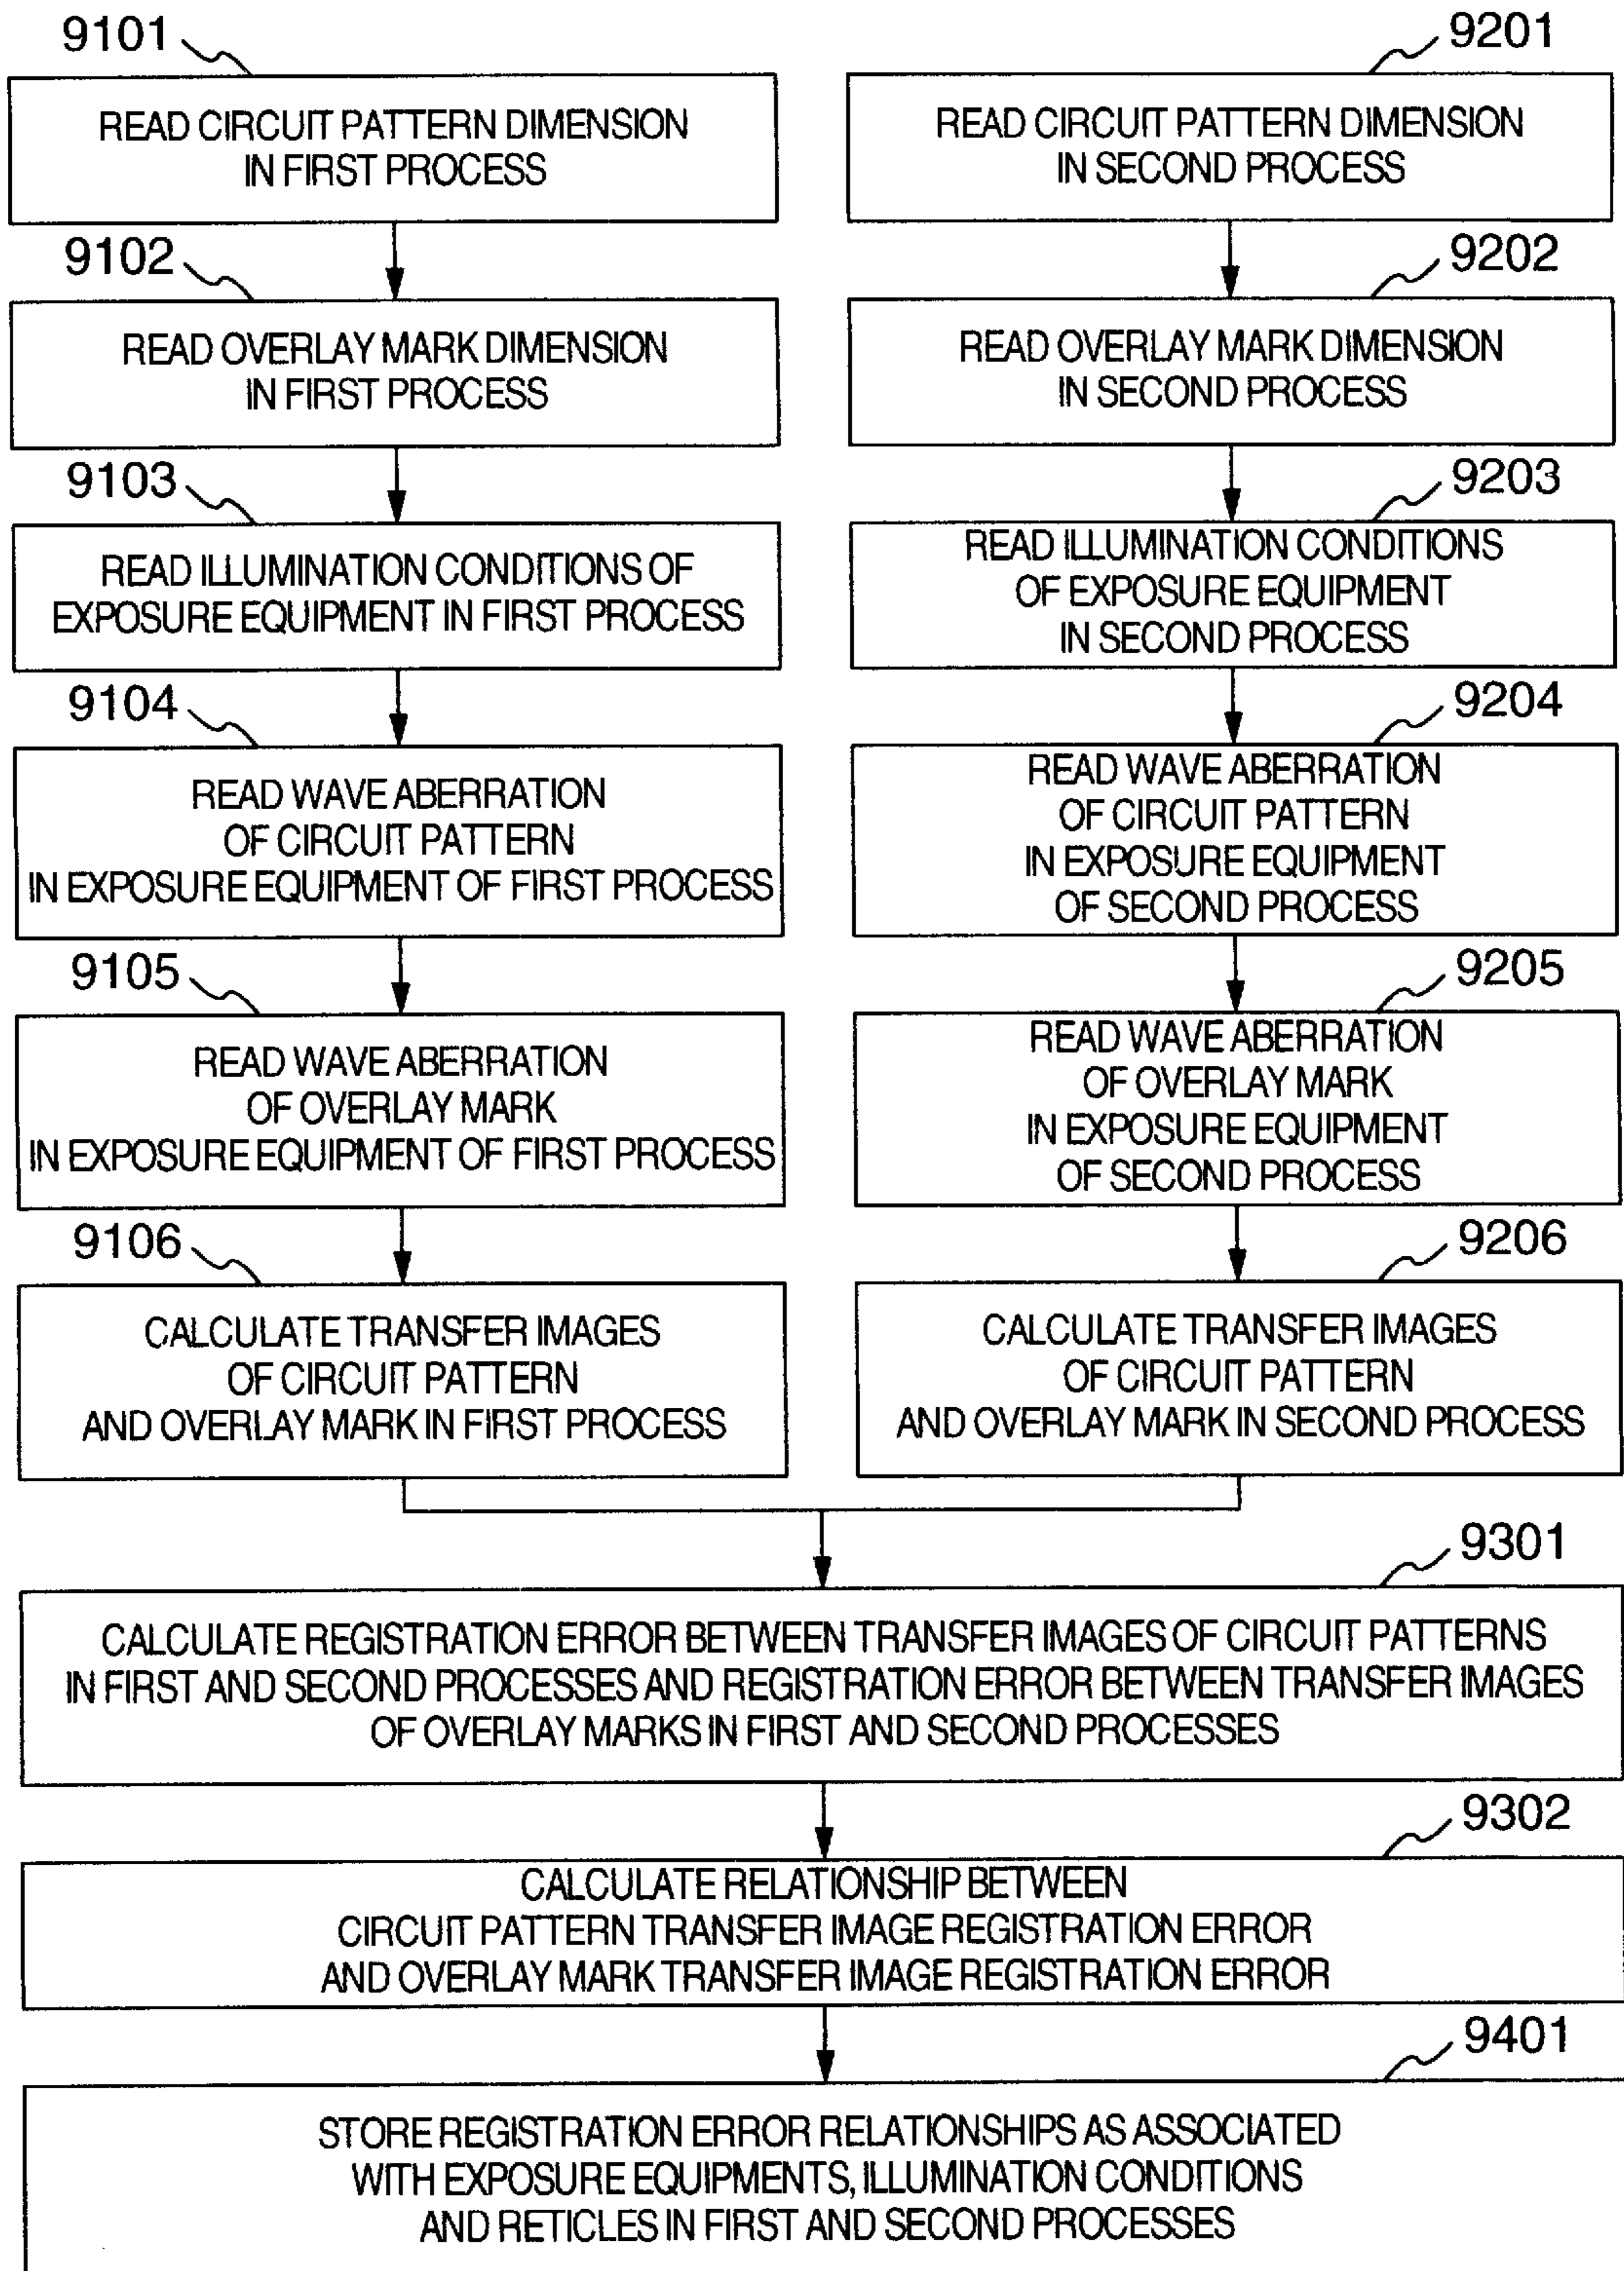 9101
READ CIRCUIT PATTERN DIMENSION
IN FIRST PROCESS
9102
READ OVERLAY MARK DIMENSION
IN FIRST PROCESS
9103
READ ILLUMINATION CONDITIONS OF
EXPOSURE EQUIPMENT IN FIRST PROCESS
9104
READ WAVE ABERRATION
OF CIRCUIT PATTERN
IN EXPOSURE EQUIPMENT OF FIRST PROCESS
9105
READ WAVE ABERRATION
OF OVERLAY MARK
IN EXPOSURE EQUIPMENT OF FIRST PROCESS
9106
CALCULATE TRANSFER IMAGES
OF CIRCUIT PATTERN
AND OVERLAY MARK IN FIRST PROCESS
9201
READ CIRCUIT PATTERN DIMENSION
IN SECOND PROCESS
9202
READ OVERLAY MARK DIMENSION
IN SECOND PROCESS
9203
READ ILLUMINATION CONDITIONS
OF EXPOSURE EQUIPMENT
IN SECOND PROCESS
9204
READ WAVE ABERRATION
OF CIRCUIT PATTERN
IN EXPOSURE EQUIPMENT
OF SECOND PROCESS
9205
READ WAVE ABERRATION
OF OVERLAY MARK
IN EXPOSURE EQUIPMENT
OF SECOND PROCESS
9206
CALCULATE TRANSFER IMAGES
OF CIRCUIT PATTERN
AND OVERLAY MARK IN SECOND PROCESS
9301
CALCULATE REGISTRATION ERROR BETWEEN TRANSFER IMAGES OF CIRCUIT PATTERNS
IN FIRST AND SECOND PROCESSES AND REGISTRATION ERROR BETWEEN TRANSFER IMAGES
OF OVERLAY MARKS IN FIRST AND SECOND PROCESSES
9302
CALCULATE RELATIONSHIP BETWEEN
CIRCUIT PATTERN TRANSFER IMAGE REGISTRATION ERROR
AND OVERLAY MARK TRANSFER IMAGE REGISTRATION ERROR
9401
STORE REGISTRATION ERROR RELATIONSHIPS AS ASSOCIATED
WITH EXPOSURE EQUIPMENTS, ILLUMINATION CONDITIONS
AND RETICLES IN FIRST AND SECOND PROCESSES